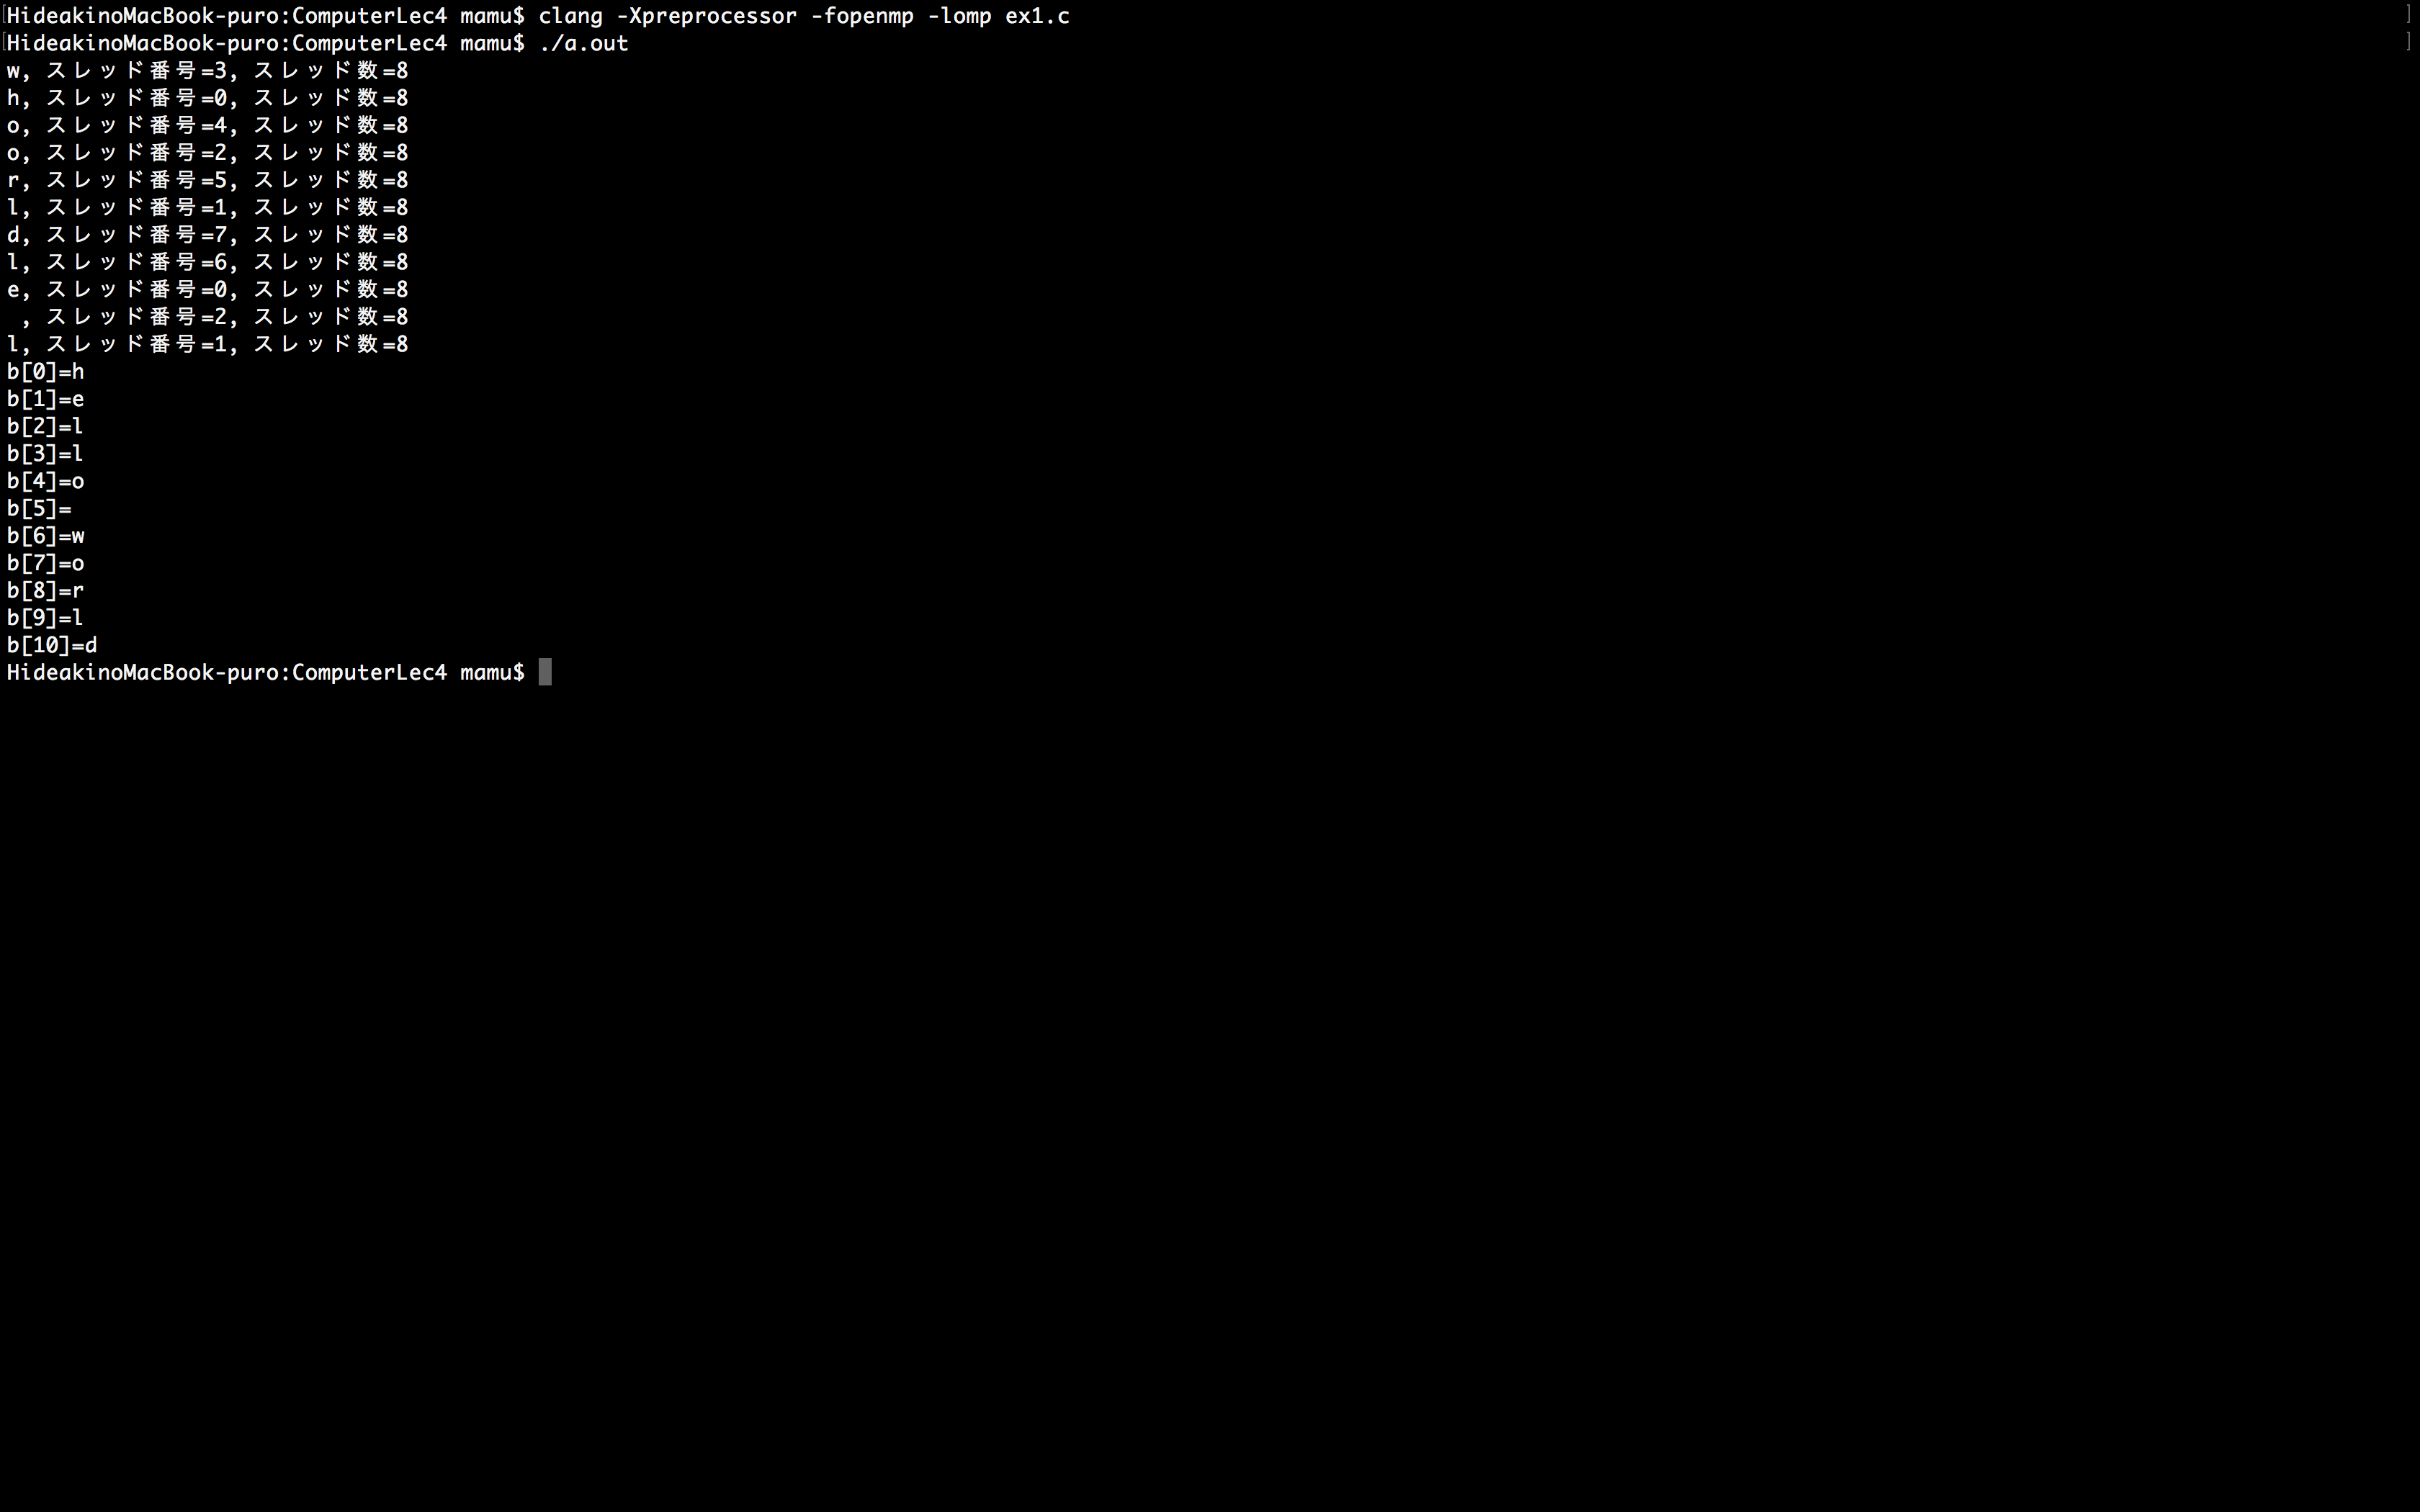 HideakinoMacBook-puro:ComputerLec4 mamu$ clang -Xpreprocessor -fopenmp -lomp ex1.c
HideakinoMacBook-puro:ComputerLec4 mamu$ ./a.out
w, スレッド番号=3, スレッド数=8
h, スレッド番号=0, スレッド数=8
o, スレッド番号=4, スレッド数=8
o, スレッド番号=2, スレッド数=8
r, スレッド番号=5, スレッド数=8
l, スレッド番号=1, スレッド数=8
d, スレッド番号=7, スレッド数=8
l, スレッド番号=6, スレッド数=8
e, スレッド番号=0, スレッド数=8
 , スレッド番号=2, スレッド数=8
l, スレッド番号=1, スレッド数=8
b[0]=h
b[1]=e
b[2]=l
b[3]=l
b[4]=o
b[5]=
b[6]=w
b[7]=o
b[8]=r
b[9]=l
b[10]=d
HideakinoMacBook-puro:ComputerLec4 mamu$